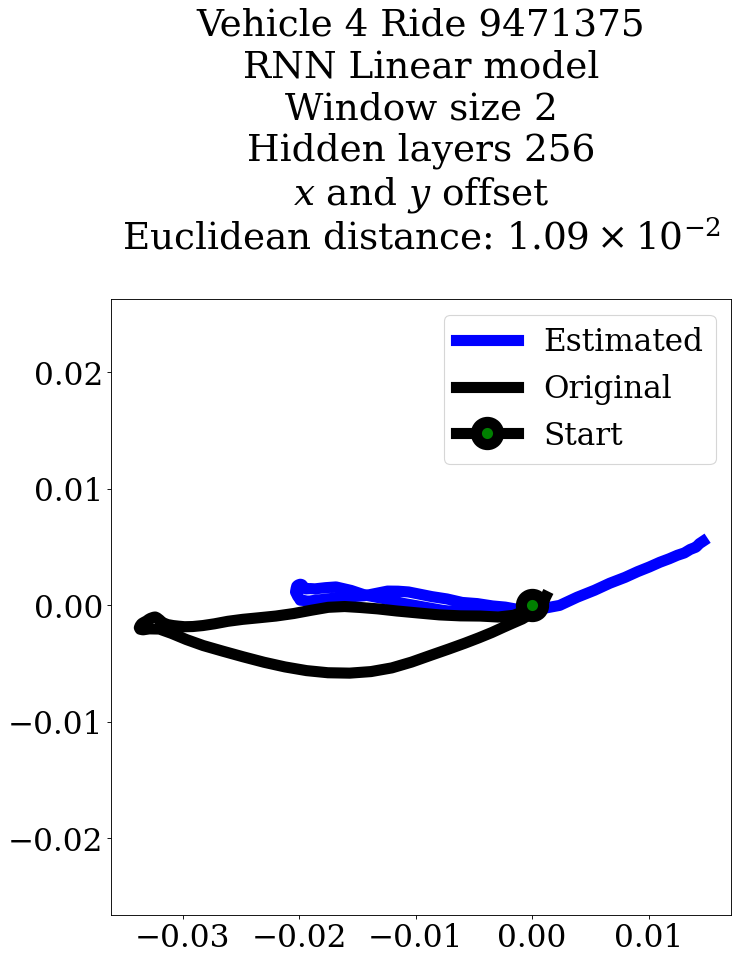 Vehicle 4 Ride 9471375
RNN Linear model
Window size 2
Hidden layers 256
x and y offset
Euclidean distance: 1.09 × 10⁻²
Estimated
Original
Start
0.02
0.01
0.00
−0.01
−0.02
−0.03 −0.02 −0.01 0.00 0.01